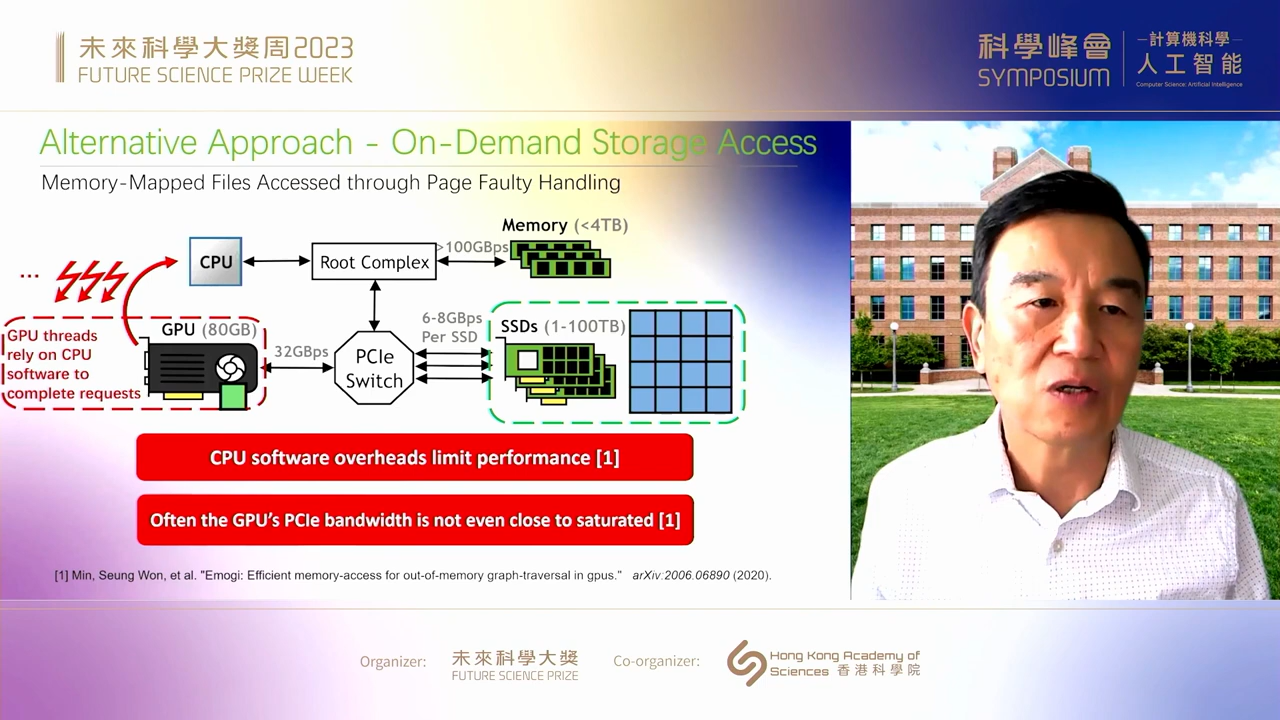 未來科學大獎周2023
FUTURE SCIENCE PRIZE WEEK
科學峰會
SYMPOSIUM
計算機科學
人工智能
Computer Science: Artificial Intelligence
Alternative Approach - On-Demand Storage Access
Memory-Mapped Files Accessed through Page Faulty Handling
Memory (<4TB)
>100GBps
CPU
Root Complex
...
GPU threads
rely on CPU
software to
complete requests
GPU (80GB)
32GBps
PCIe
Switch
6-8GBps
Per SSD
SSDs (1-100TB)
CPU software overheads limit performance [1]
Often the GPU's PCIe bandwidth is not even close to saturated [1]
[1] Min, Seung Won, et al. "Emogi: Efficient memory-access for out-of-memory graph-traversal in gpus." arXiv:2006.06890 (2020).
Organizer:
未來科學大獎
FUTURE SCIENCE PRIZE
Co-organizer:
Hong Kong Academy of
Sciences 香港科學院